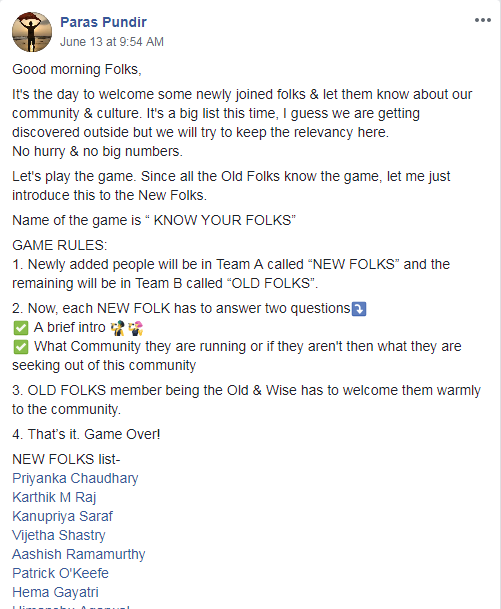 Paras Pundir
June 13 at 9:54 AM
Good morning Folks,
It's the day to welcome some newly joined folks & let them know about our
community & culture. It's a big list this time, I guess we are getting
discovered outside but we will try to keep the relevancy here.
No hurry & no big numbers.
Let's play the game. Since all the Old Folks know the game, let me just
introduce this to the New Folks.
Name of the game is “ KNOW YOUR FOLKS”
GAME RULES:
1. Newly added people will be in Team A called “NEW FOLKS” and the
remaining will be in Team B called “OLD FOLKS”.
2. Now, each NEW FOLK has to answer two questions⤵️
✅ A brief intro
✅ What Community they are running or if they aren't then what they are
seeking out of this community
3. OLD FOLKS member being the Old & Wise has to welcome them warmly
to the community.
4. That’s it. Game Over!
NEW FOLKS list-
Priyanka Chaudhary
Karthik M Raj
Kanupriya Saraf
Vijetha Shastry
Aashish Ramamurthy
Patrick O'Keefe
Hema Gayatri